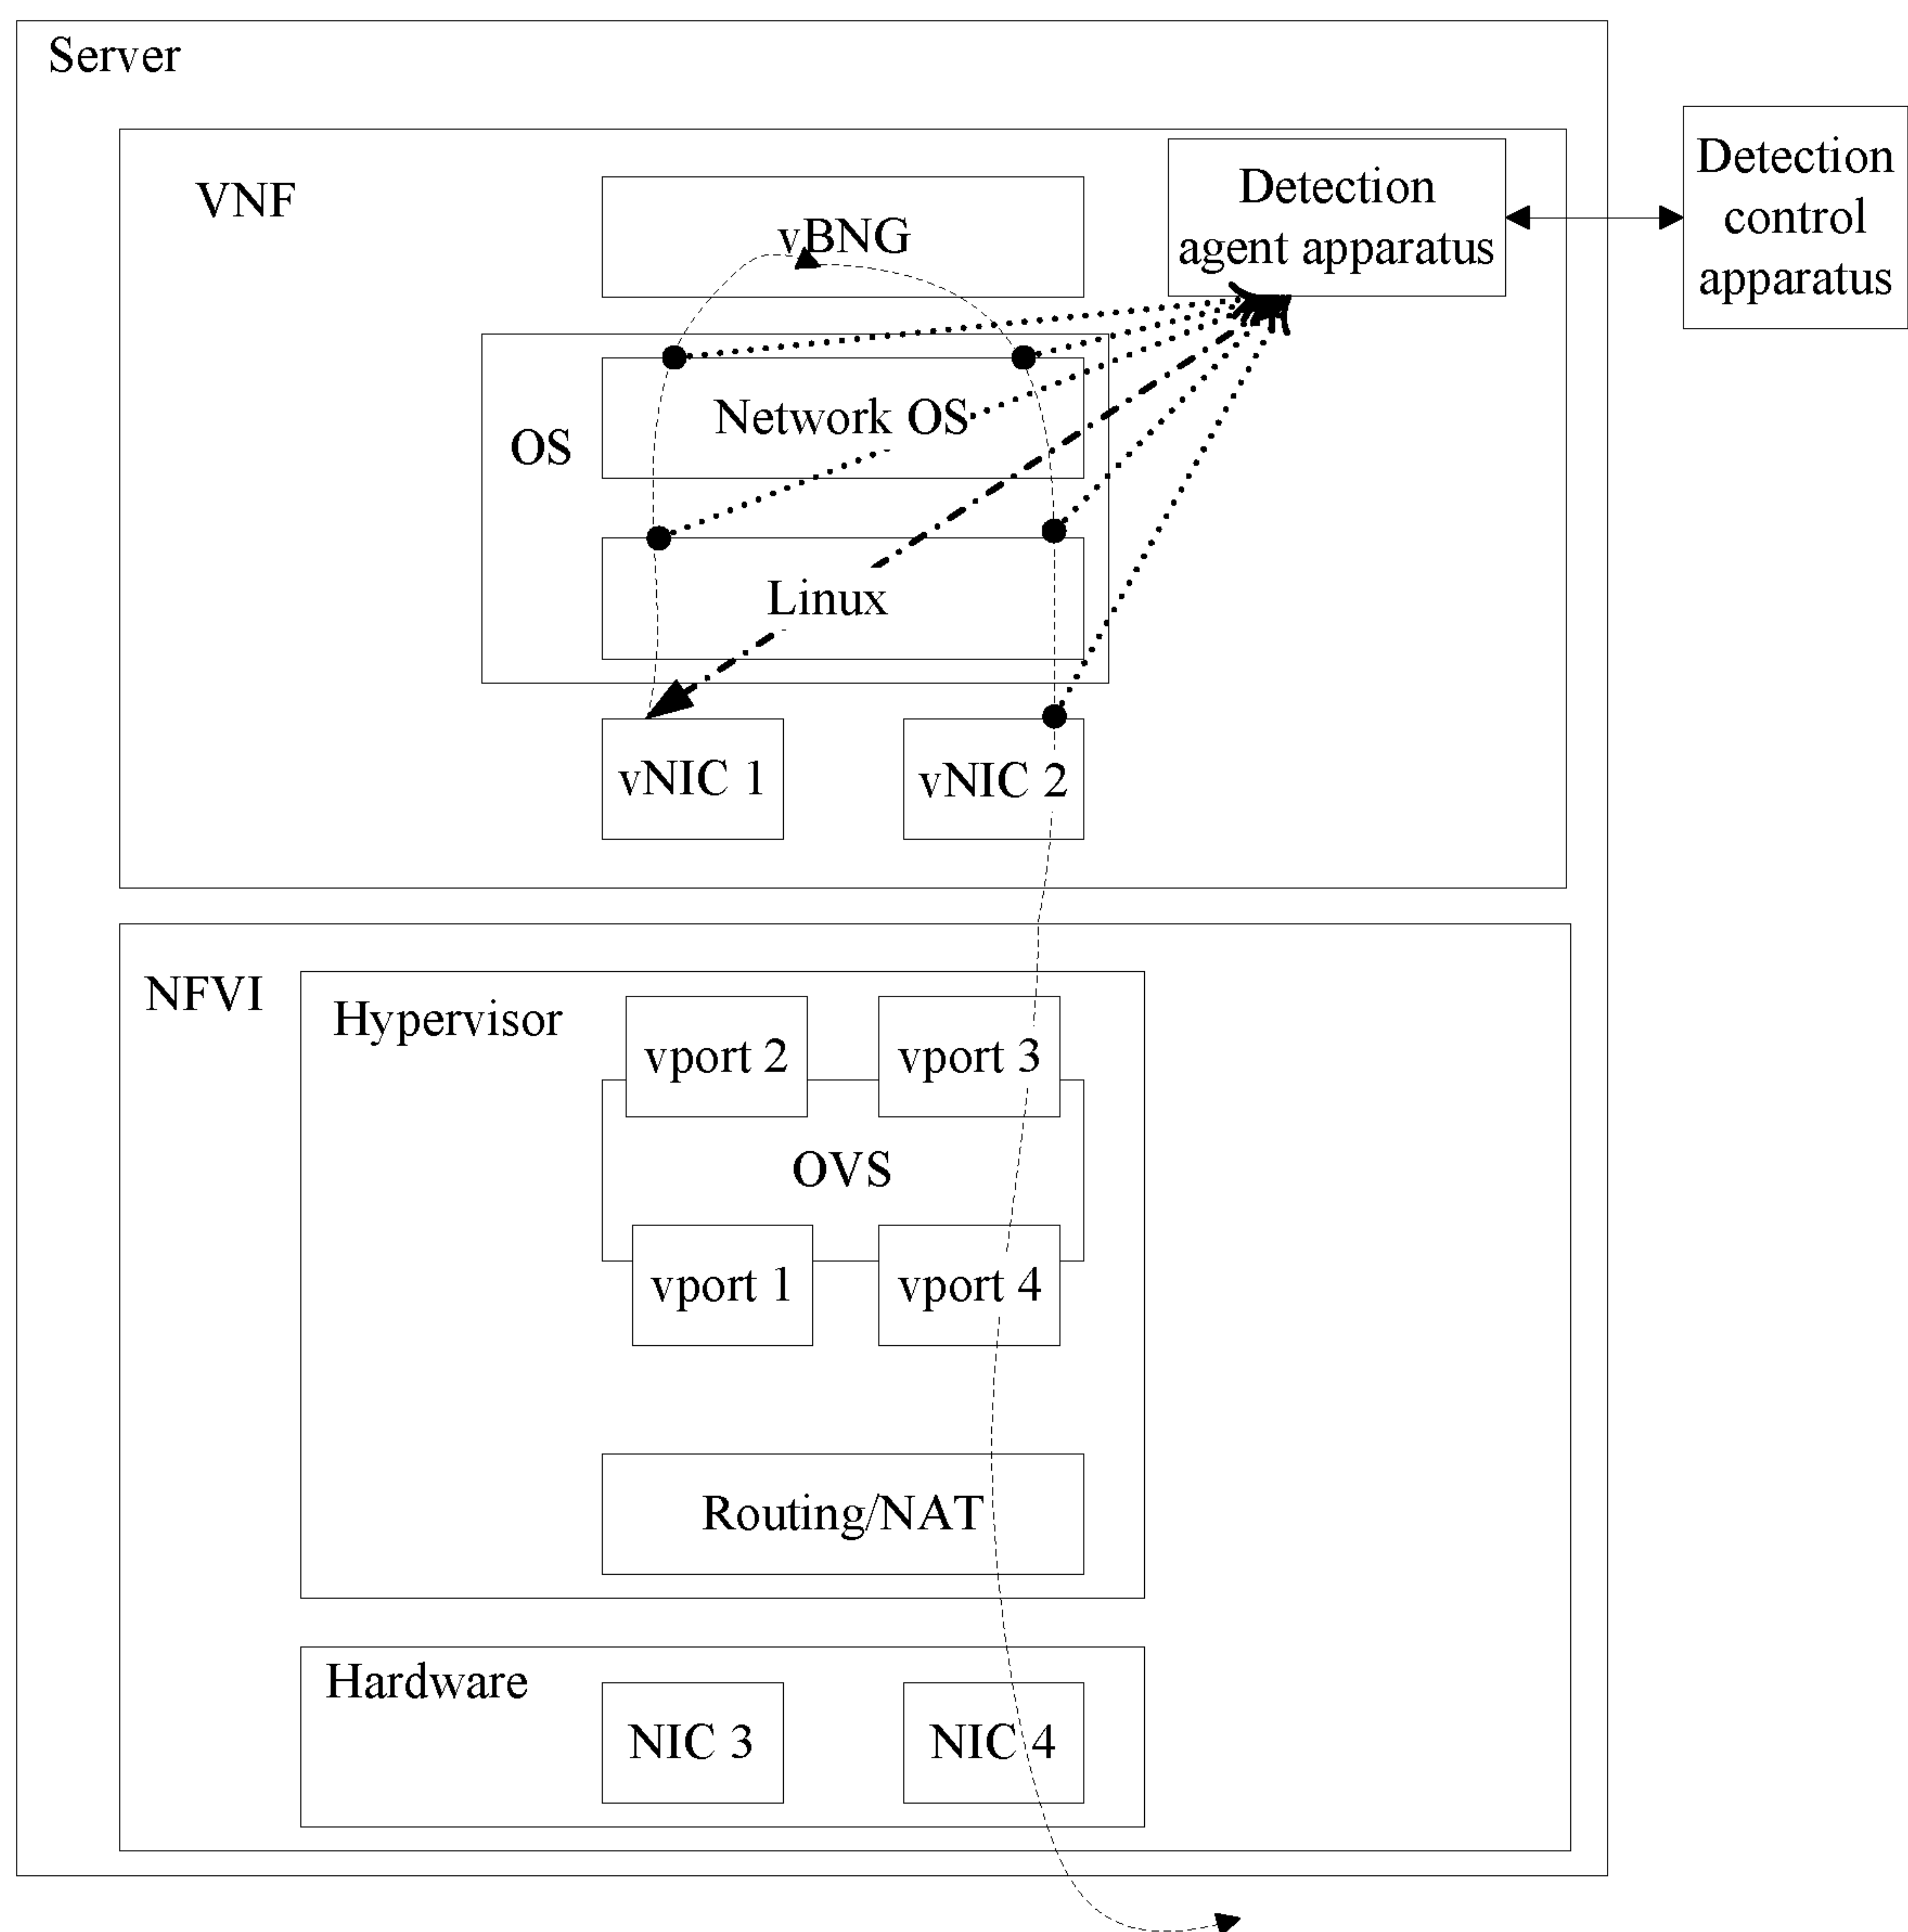 Server
VNF
vBNG
Detection
agent apparatus
Detection
control
apparatus
OS
Network OS
Linux
vNIC 1
vNIC 2
NFVI
Hypervisor
vport 2
vport 3
OVS
vport 1
vport 4
Routing/NAT
Hardware
NIC 3
NIC 4